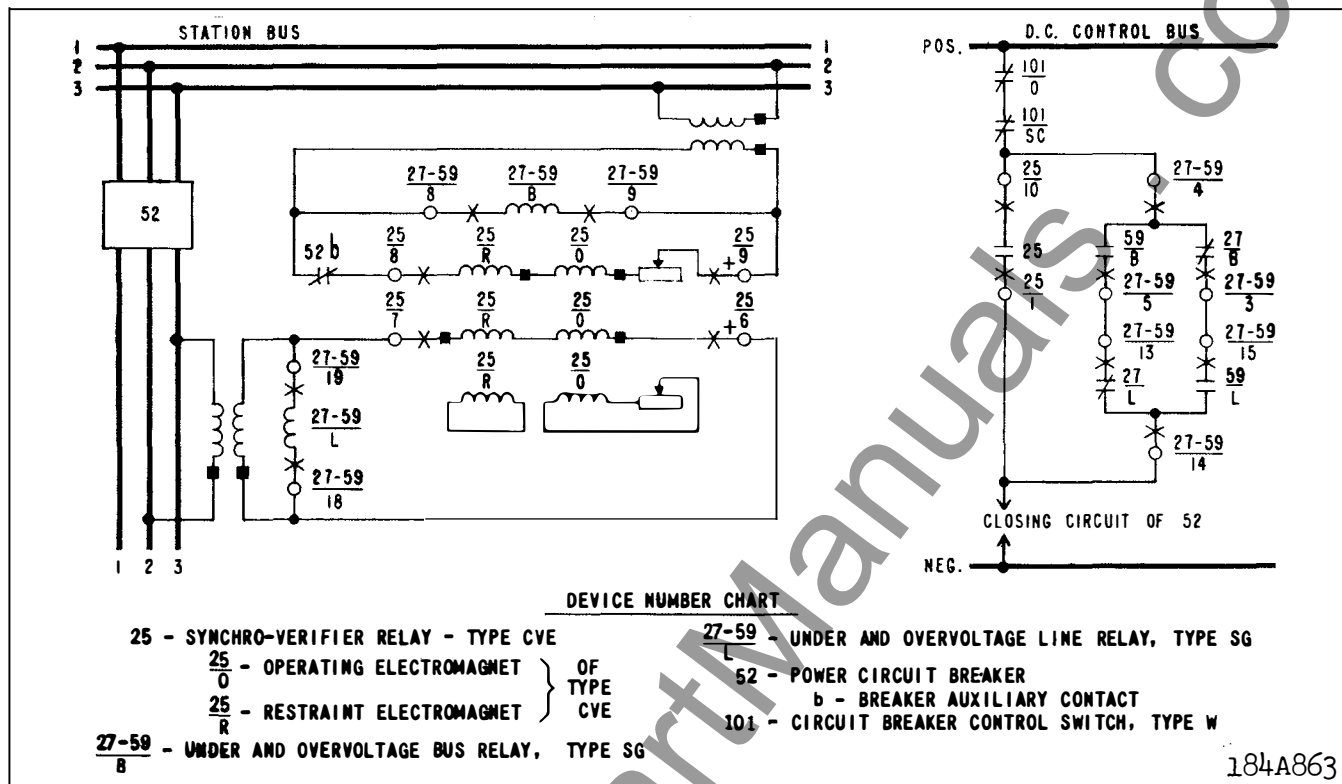 STATION BUS
D.C. CONTROL BUS
1
1
2
2
3
3
POS.
101
O
101
SC
27-59
8
27-59
B
27-59
9
25
10
27-59
4
52
52 b
25
8
25
R
25
O
+
25
9
25
59
B
27
B
25
7
25
R
25
O
+
25
6
25
1
27-59
5
27-59
3
27-59
19
25
R
25
O
27-59
13
27-59
15
27-59
L
27
L
59
L
27-59
18
27-59
14
CLOSING CIRCUIT OF 52
1 2 3
NEG.
DEVICE NUMBER CHART
25 - SYNCHRO-VERIFIER RELAY - TYPE CVE
25
O
- OPERATING ELECTROMAGNET
25
R
- RESTRAINT ELECTROMAGNET
OF
TYPE
CVE
27-59
B
- UNDER AND OVERVOLTAGE BUS RELAY, TYPE SG
27-59
L
- UNDER AND OVERVOLTAGE LINE RELAY, TYPE SG
52 - POWER CIRCUIT BREAKER
b - BREAKER AUXILIARY CONTACT
101 - CIRCUIT BREAKER CONTROL SWITCH, TYPE W
184A863